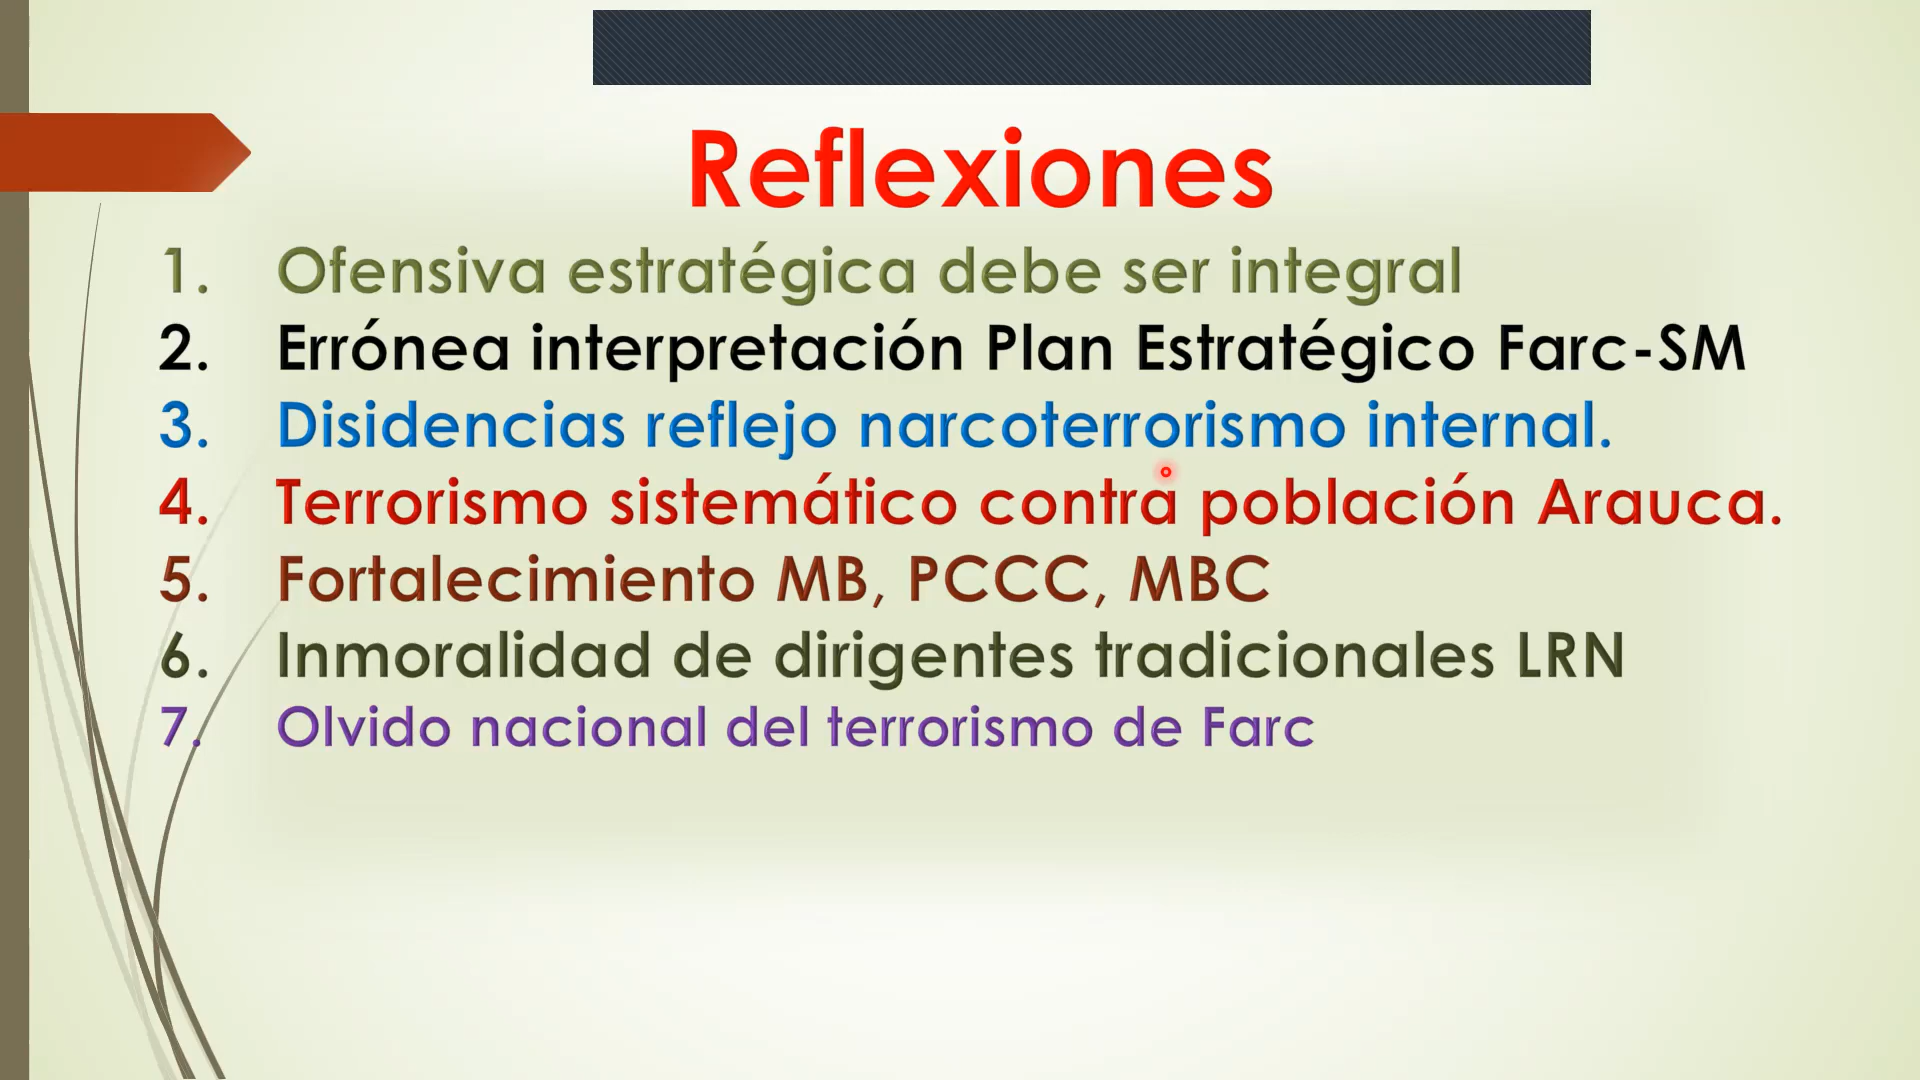 Reflexiones
1. Ofensiva estratégica debe ser integral
2. Errónea interpretación Plan Estratégico Farc-SM
3. Disidencias reflejo narcoterrorismo internal.
4. Terrorismo sistemático contra población Arauca.
5. Fortalecimiento MB, PCCC, MBC
6. Inmoralidad de dirigentes tradicionales LRN
7. Olvido nacional del terrorismo de Farc